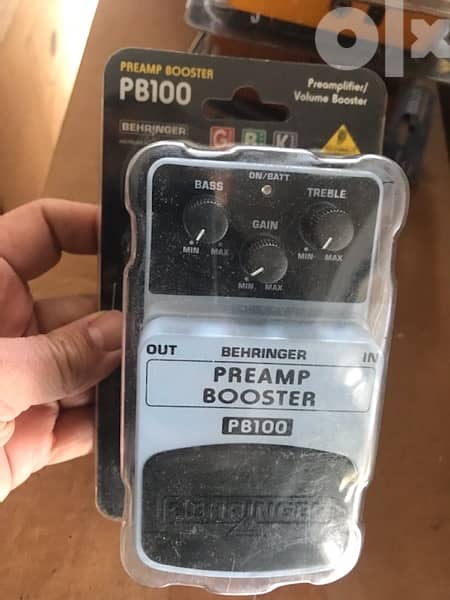 olx
PREAMP BOOSTER
PB100
Preamplifier/
Volume Booster
BEHRINGER
G B K
ON/BATT
BASS
TREBLE
GAIN
MIN MAX
MIN MAX
MIN MAX
OUT BEHRINGER IN
PREAMP
BOOSTER
PB100
BEHRINGER